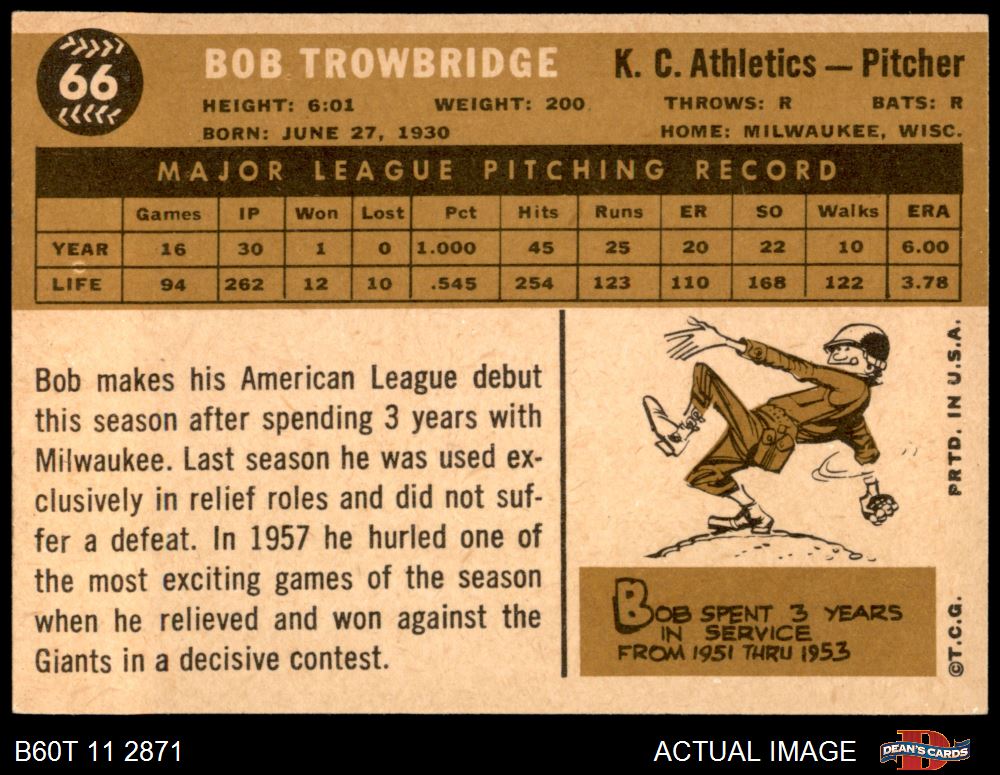 66
BOB TROWBRIDGE K. C. Athletics — Pitcher
HEIGHT: 6:01 WEIGHT: 200 THROWS: R BATS: R
BORN: JUNE 27, 1930 HOME: MILWAUKEE, WISC.
MAJOR LEAGUE PITCHING RECORD
Games IP Won Lost Pct Hits Runs ER SO Walks ERA
YEAR 16 30 1 0 1.000 45 25 20 22 10 6.00
LIFE 94 262 12 10 .545 254 123 110 168 122 3.78
Bob makes his American League debut
this season after spending 3 years with
Milwaukee. Last season he was used ex-
clusively in relief roles and did not suf-
fer a defeat. In 1957 he hurled one of
the most exciting games of the season
when he relieved and won against the
Giants in a decisive contest.
BOB SPENT 3 YEARS
IN SERVICE
FROM 1951 THRU 1953
©T.C.G. PRTD. IN U.S.A.
B60T 11 2871 ACTUAL IMAGE D DEAN'S CARDS